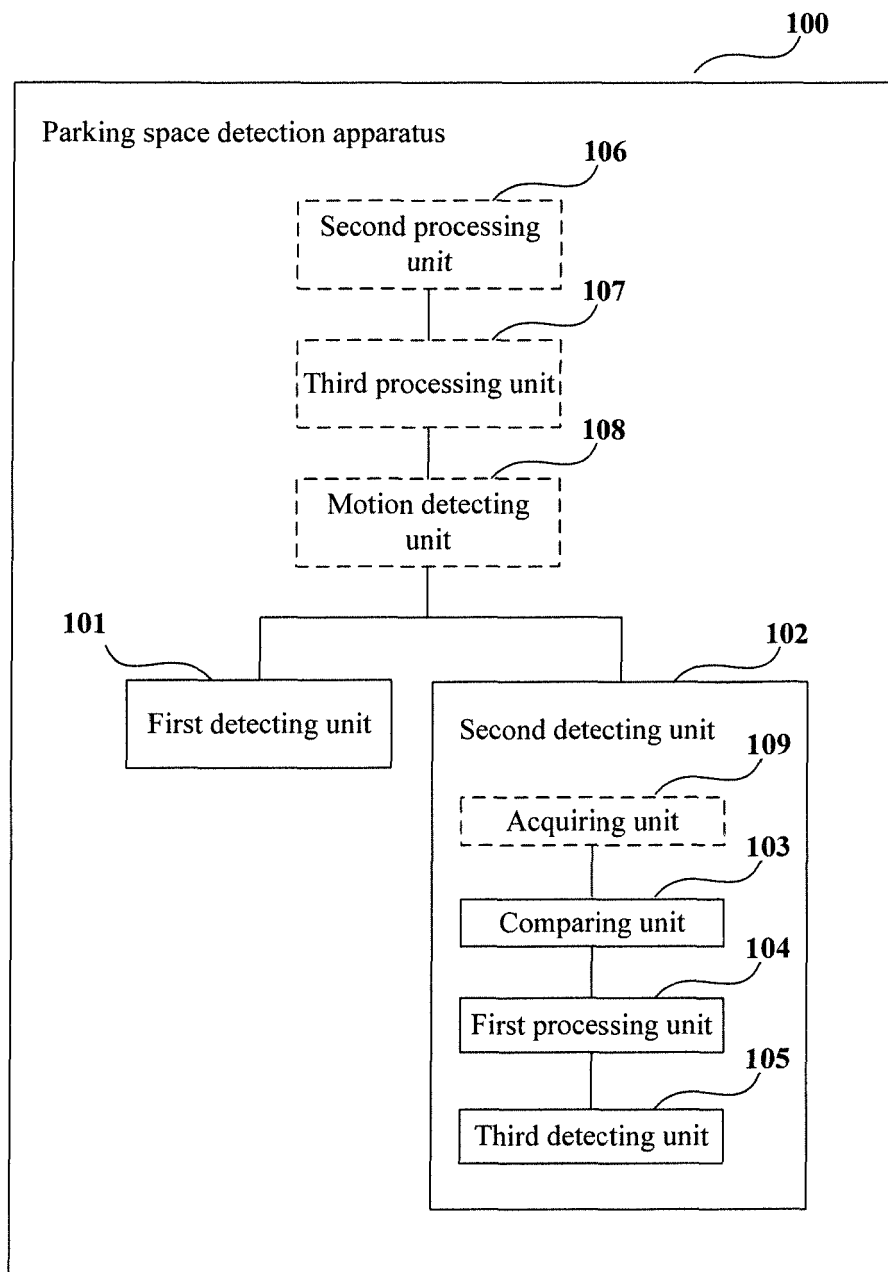 100
Parking space detection apparatus
106
Second processing
unit
107
Third processing unit
108
Motion detecting
unit
101
First detecting unit
102
Second detecting unit
109
Acquiring unit
103
Comparing unit
104
First processing unit
105
Third detecting unit